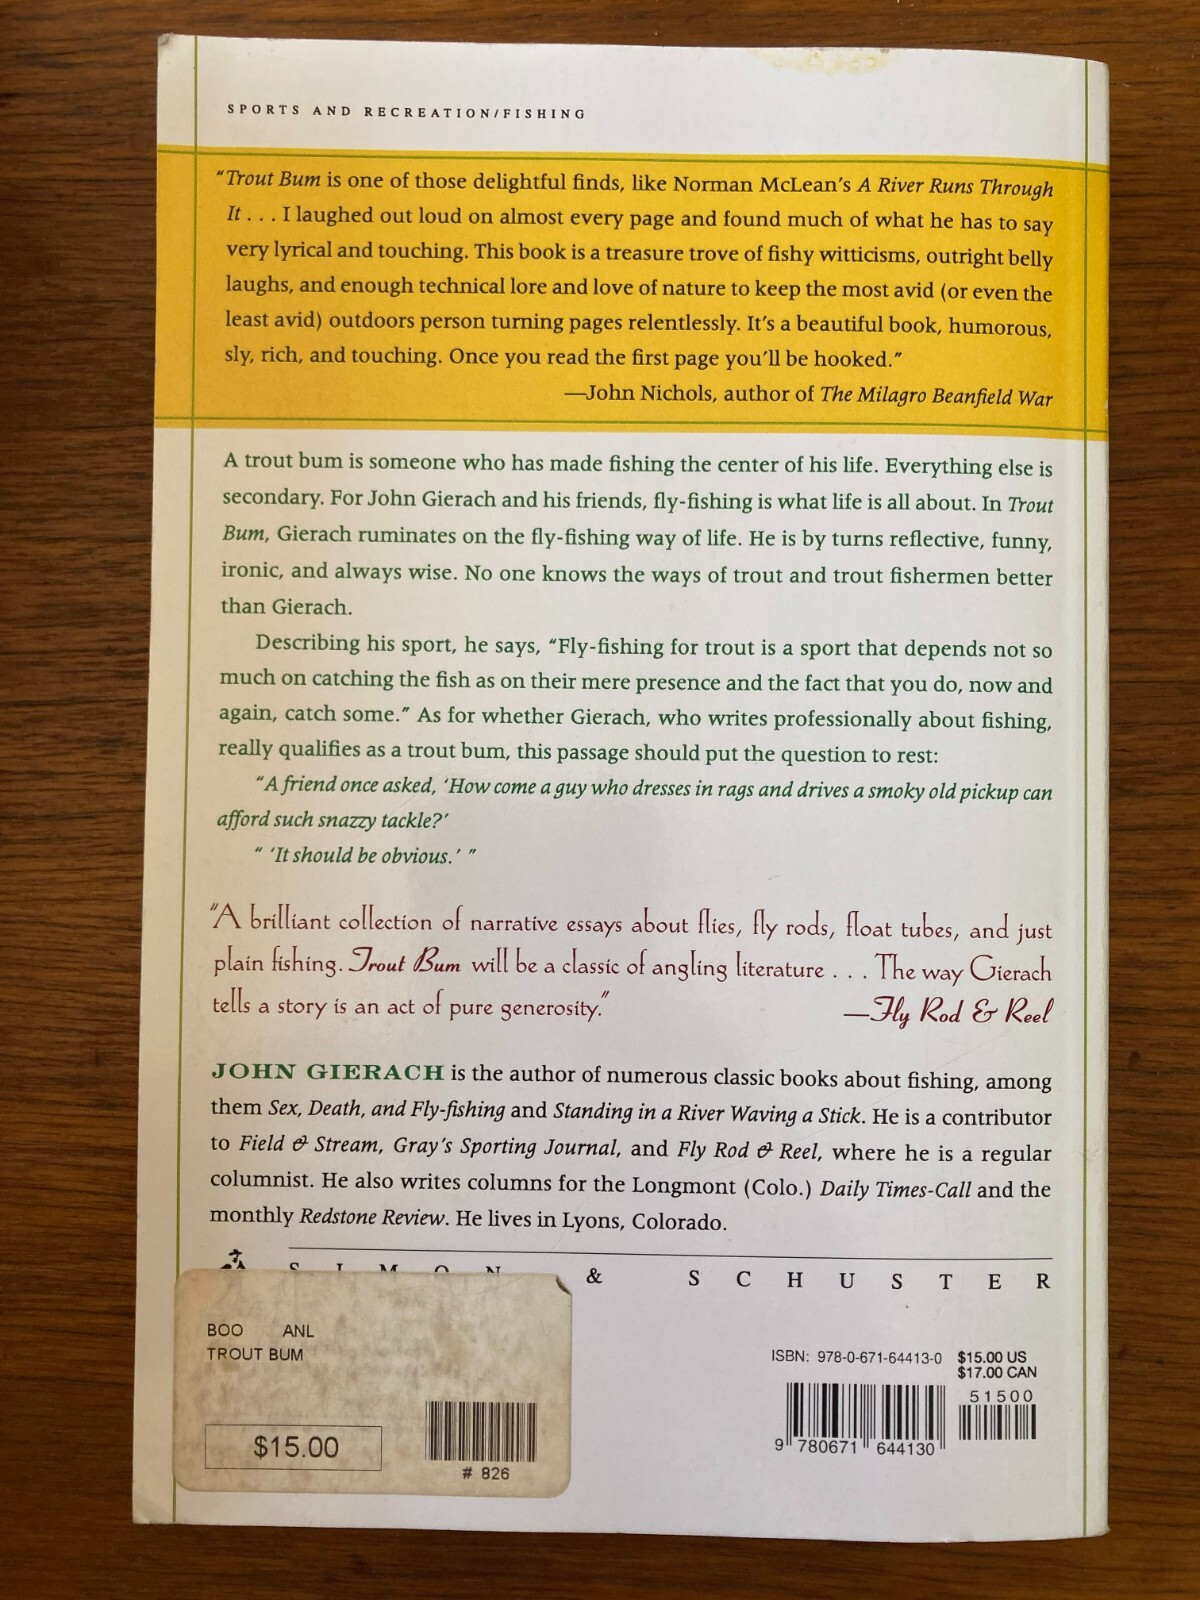 SPORTS AND RECREATION/FISHING
“Trout Bum is one of those delightful finds, like Norman McLean’s A River Runs Through
It . . . I laughed out loud on almost every page and found much of what he has to say
very lyrical and touching. This book is a treasure trove of fishy witticisms, outright belly
laughs, and enough technical lore and love of nature to keep the most avid (or even the
least avid) outdoors person turning pages relentlessly. It’s a beautiful book, humorous,
sly, rich, and touching. Once you read the first page you’ll be hooked.”
—John Nichols, author of The Milagro Beanfield War
A trout bum is someone who has made fishing the center of his life. Everything else is
secondary. For John Gierach and his friends, fly-fishing is what life is all about. In Trout
Bum, Gierach ruminates on the fly-fishing way of life. He is by turns reflective, funny,
ironic, and always wise. No one knows the ways of trout and trout fishermen better
than Gierach.
Describing his sport, he says, “Fly-fishing for trout is a sport that depends not so
much on catching the fish as on their mere presence and the fact that you do, now and
again, catch some.” As for whether Gierach, who writes professionally about fishing,
really qualifies as a trout bum, this passage should put the question to rest:
“A friend once asked, ‘How come a guy who dresses in rags and drives a smoky old pickup can
afford such snazzy tackle?’
“ ‘It should be obvious.’ ”
“A brilliant collection of narrative essays about flies, fly rods, float tubes, and just
plain fishing. Trout Bum will be a classic of angling literature . . . The way Gierach
tells a story is an act of pure generosity.”
—Fly Rod & Reel
JOHN GIERACH is the author of numerous classic books about fishing, among
them Sex, Death, and Fly-fishing and Standing in a River Waving a Stick. He is a contributor
to Field & Stream, Gray’s Sporting Journal, and Fly Rod & Reel, where he is a regular
columnist. He also writes columns for the Longmont (Colo.) Daily Times-Call and the
monthly Redstone Review. He lives in Lyons, Colorado.
SIMON & SCHUSTER
BOO ANL
TROUT BUM
$15.00
# 826
ISBN: 978-0-671-64413-0 $15.00 US
$17.00 CAN
51500
9 780671 644130